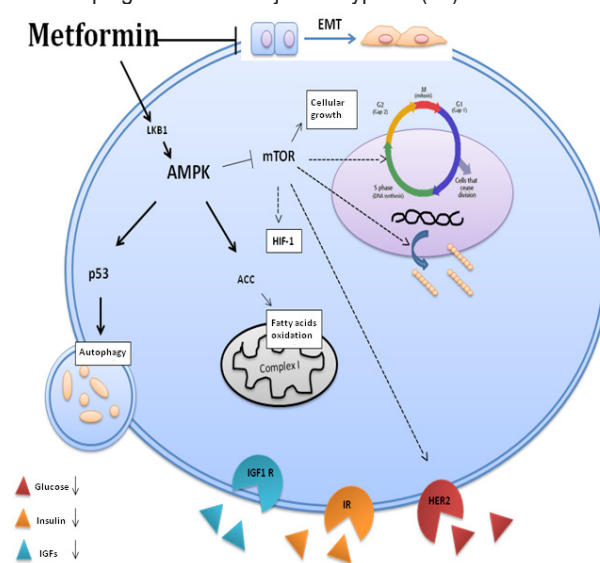 Metformin
EMT
Cellular
growth
M
(mitosis)
G2
(Gap 2)
G1
(Gap 1)
LKB1
AMPK
mTOR
S phase
(DNA synthesis)
Cells that
cease
division
HIF-1
p53
ACC
Fatty acids
oxidation
Autophagy
Complex I
IGF1 R
IR
HER2
Glucose
Insulin
IGFs